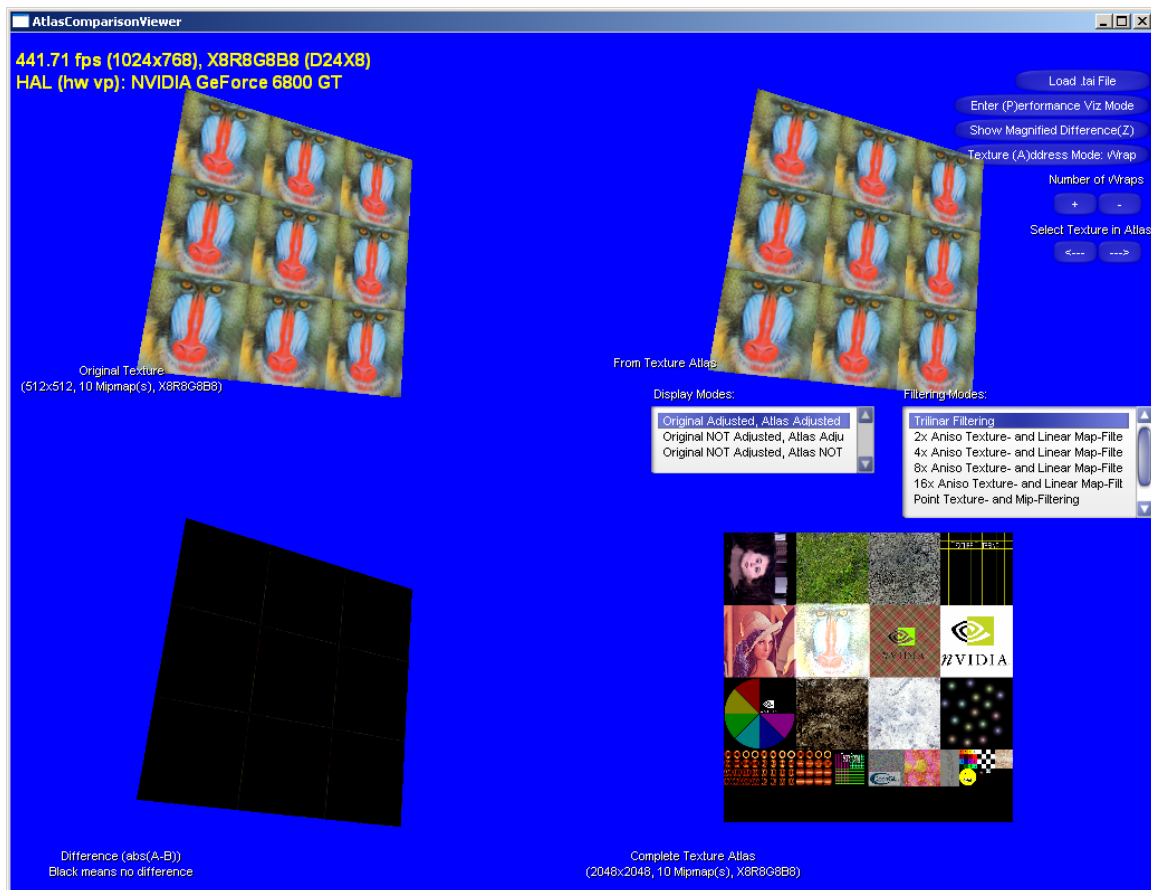 AtlasComparisonViewer
441.71 fps (1024x768), X8R8G8B8 (D24X8)
HAL (hw vp): NVIDIA GeForce 6800 GT
Load .tai File
Enter (P)erformance Viz Mode
Show Magnified Difference(Z)
Texture (A)ddress Mode: Wrap
Number of Wraps
+ -
Select Texture in Atlas
<--- --->
Original Texture
(512x512, 10 Mipmap(s), X8R8G8B8)
From Texture Atlas
Display Modes:
Original Adjusted, Atlas Adjusted
Original NOT Adjusted, Atlas Adju
Original NOT Adjusted, Atlas NOT
Filtering Modes:
Trilinar Filtering
2x Aniso Texture- and Linear Map-Filte
4x Aniso Texture- and Linear Map-Filte
8x Aniso Texture- and Linear Map-Filte
16x Aniso Texture- and Linear Map-Filt
Point Texture- and Mip-Filtering
NVIDIA
NVIDIA
Difference (abs(A-B))
Black means no difference
Complete Texture Atlas
(2048x2048, 10 Mipmap(s), X8R8G8B8)